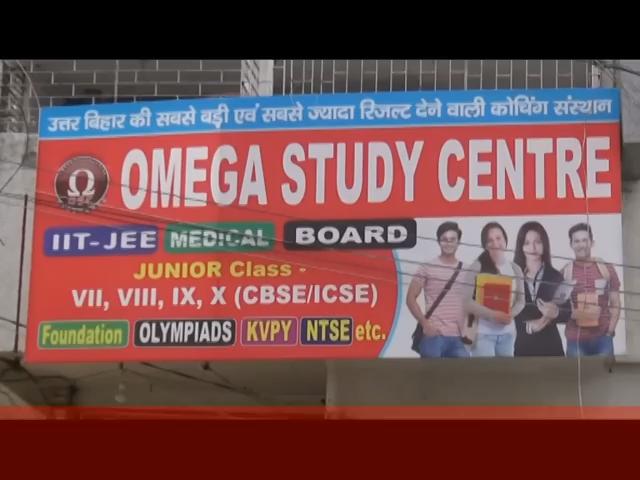 उत्तर बिहार की सबसे बड़ी एवं सबसे ज्यादा रिजल्ट देने वाली कोचिंग संस्थान
Ω OMEGA STUDY CENTRE
IIT-JEE MEDICAL BOARD
JUNIOR Class -
VII, VIII, IX, X (CBSE/ICSE)
Foundation OLYMPIADS KVPY NTSE etc.